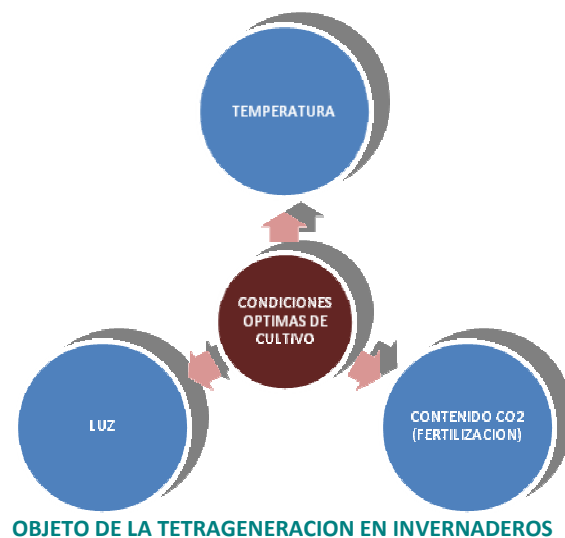 TEMPERATURA
CONDICIONES
OPTIMAS DE
CULTIVO
LUZ
CONTENIDO CO2
(FERTILIZACION)
OBJETO DE LA TETRAGENERACION EN INVERNADEROS